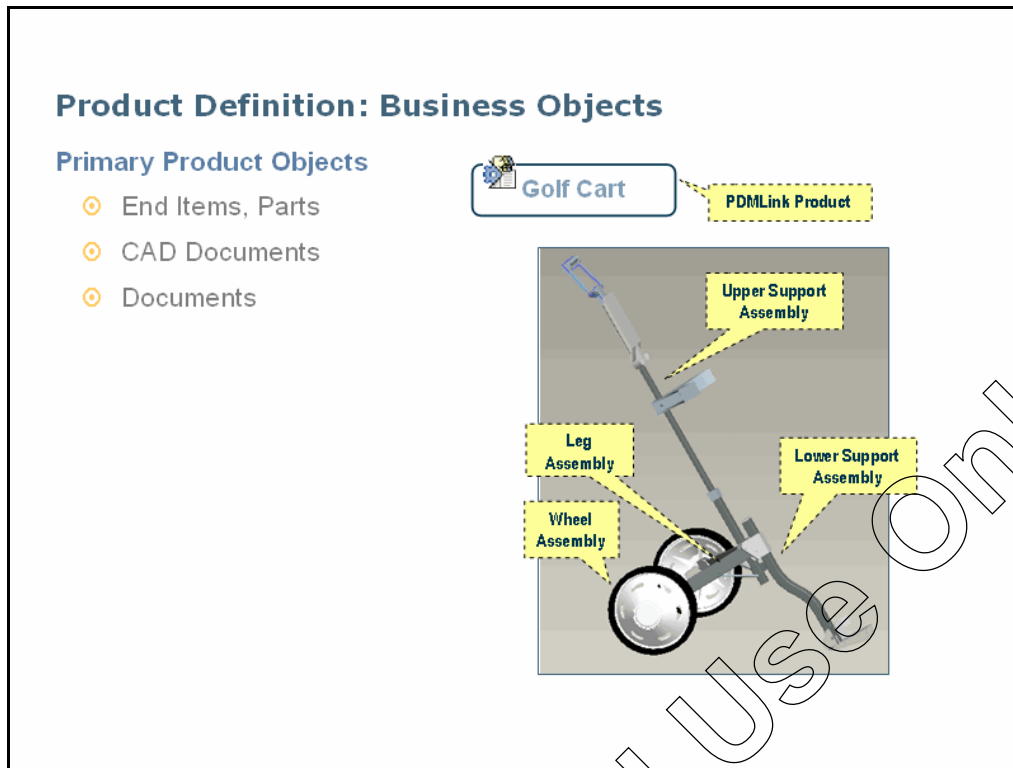 Product Definition: Business Objects
Primary Product Objects
End Items, Parts
CAD Documents
Documents
Golf Cart
PDMLink Product
Upper Support
Assembly
Leg
Assembly
Lower Support
Assembly
Wheel
Assembly
Use